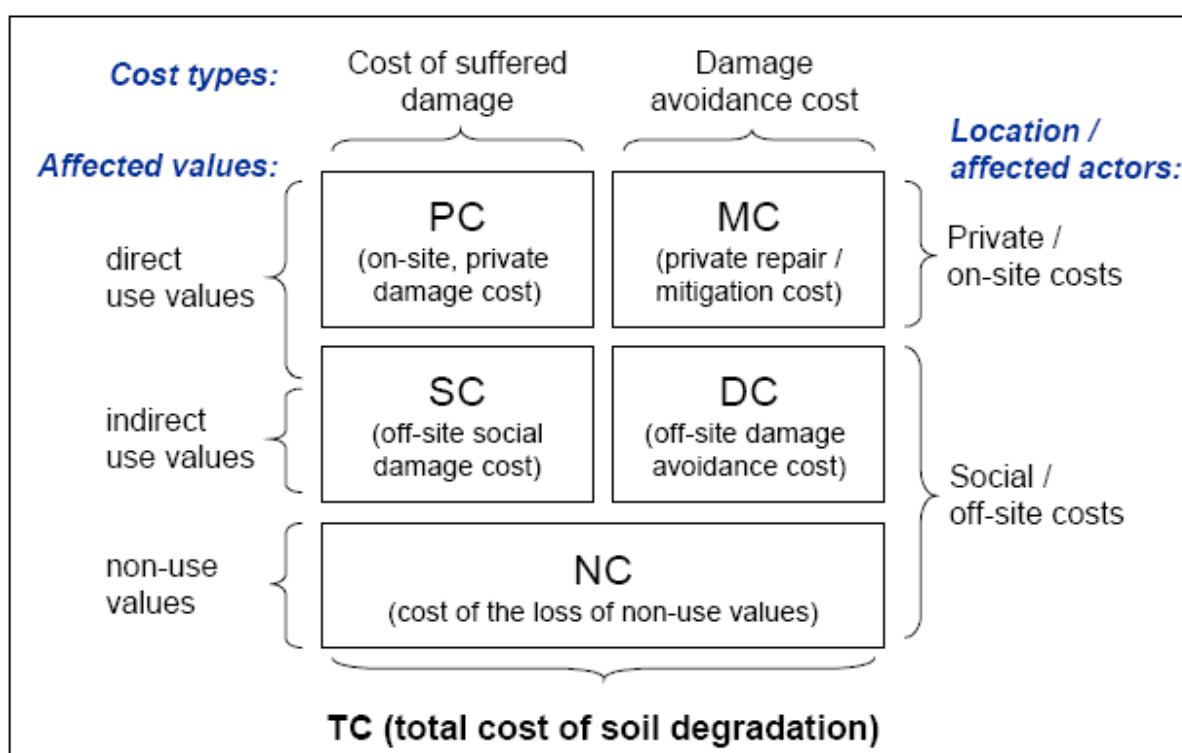 Cost types:
Cost of suffered
damage
Damage
avoidance cost
Affected values:
Location /
affected actors:
direct
use values
PC
(on-site, private
damage cost)
MC
(private repair /
mitigation cost)
Private /
on-site costs
indirect
use values
SC
(off-site social
damage cost)
DC
(off-site damage
avoidance cost)
Social /
off-site costs
non-use
values
NC
(cost of the loss of non-use values)
TC (total cost of soil degradation)